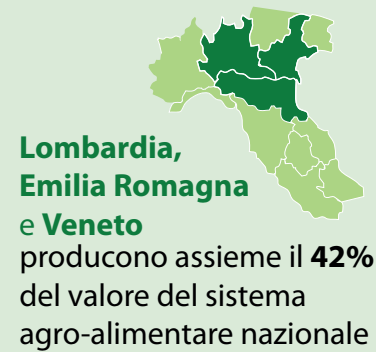 Lombardia,
Emilia Romagna
e Veneto
producono assieme il 42%
del valore del sistema
agro-alimentare nazionale